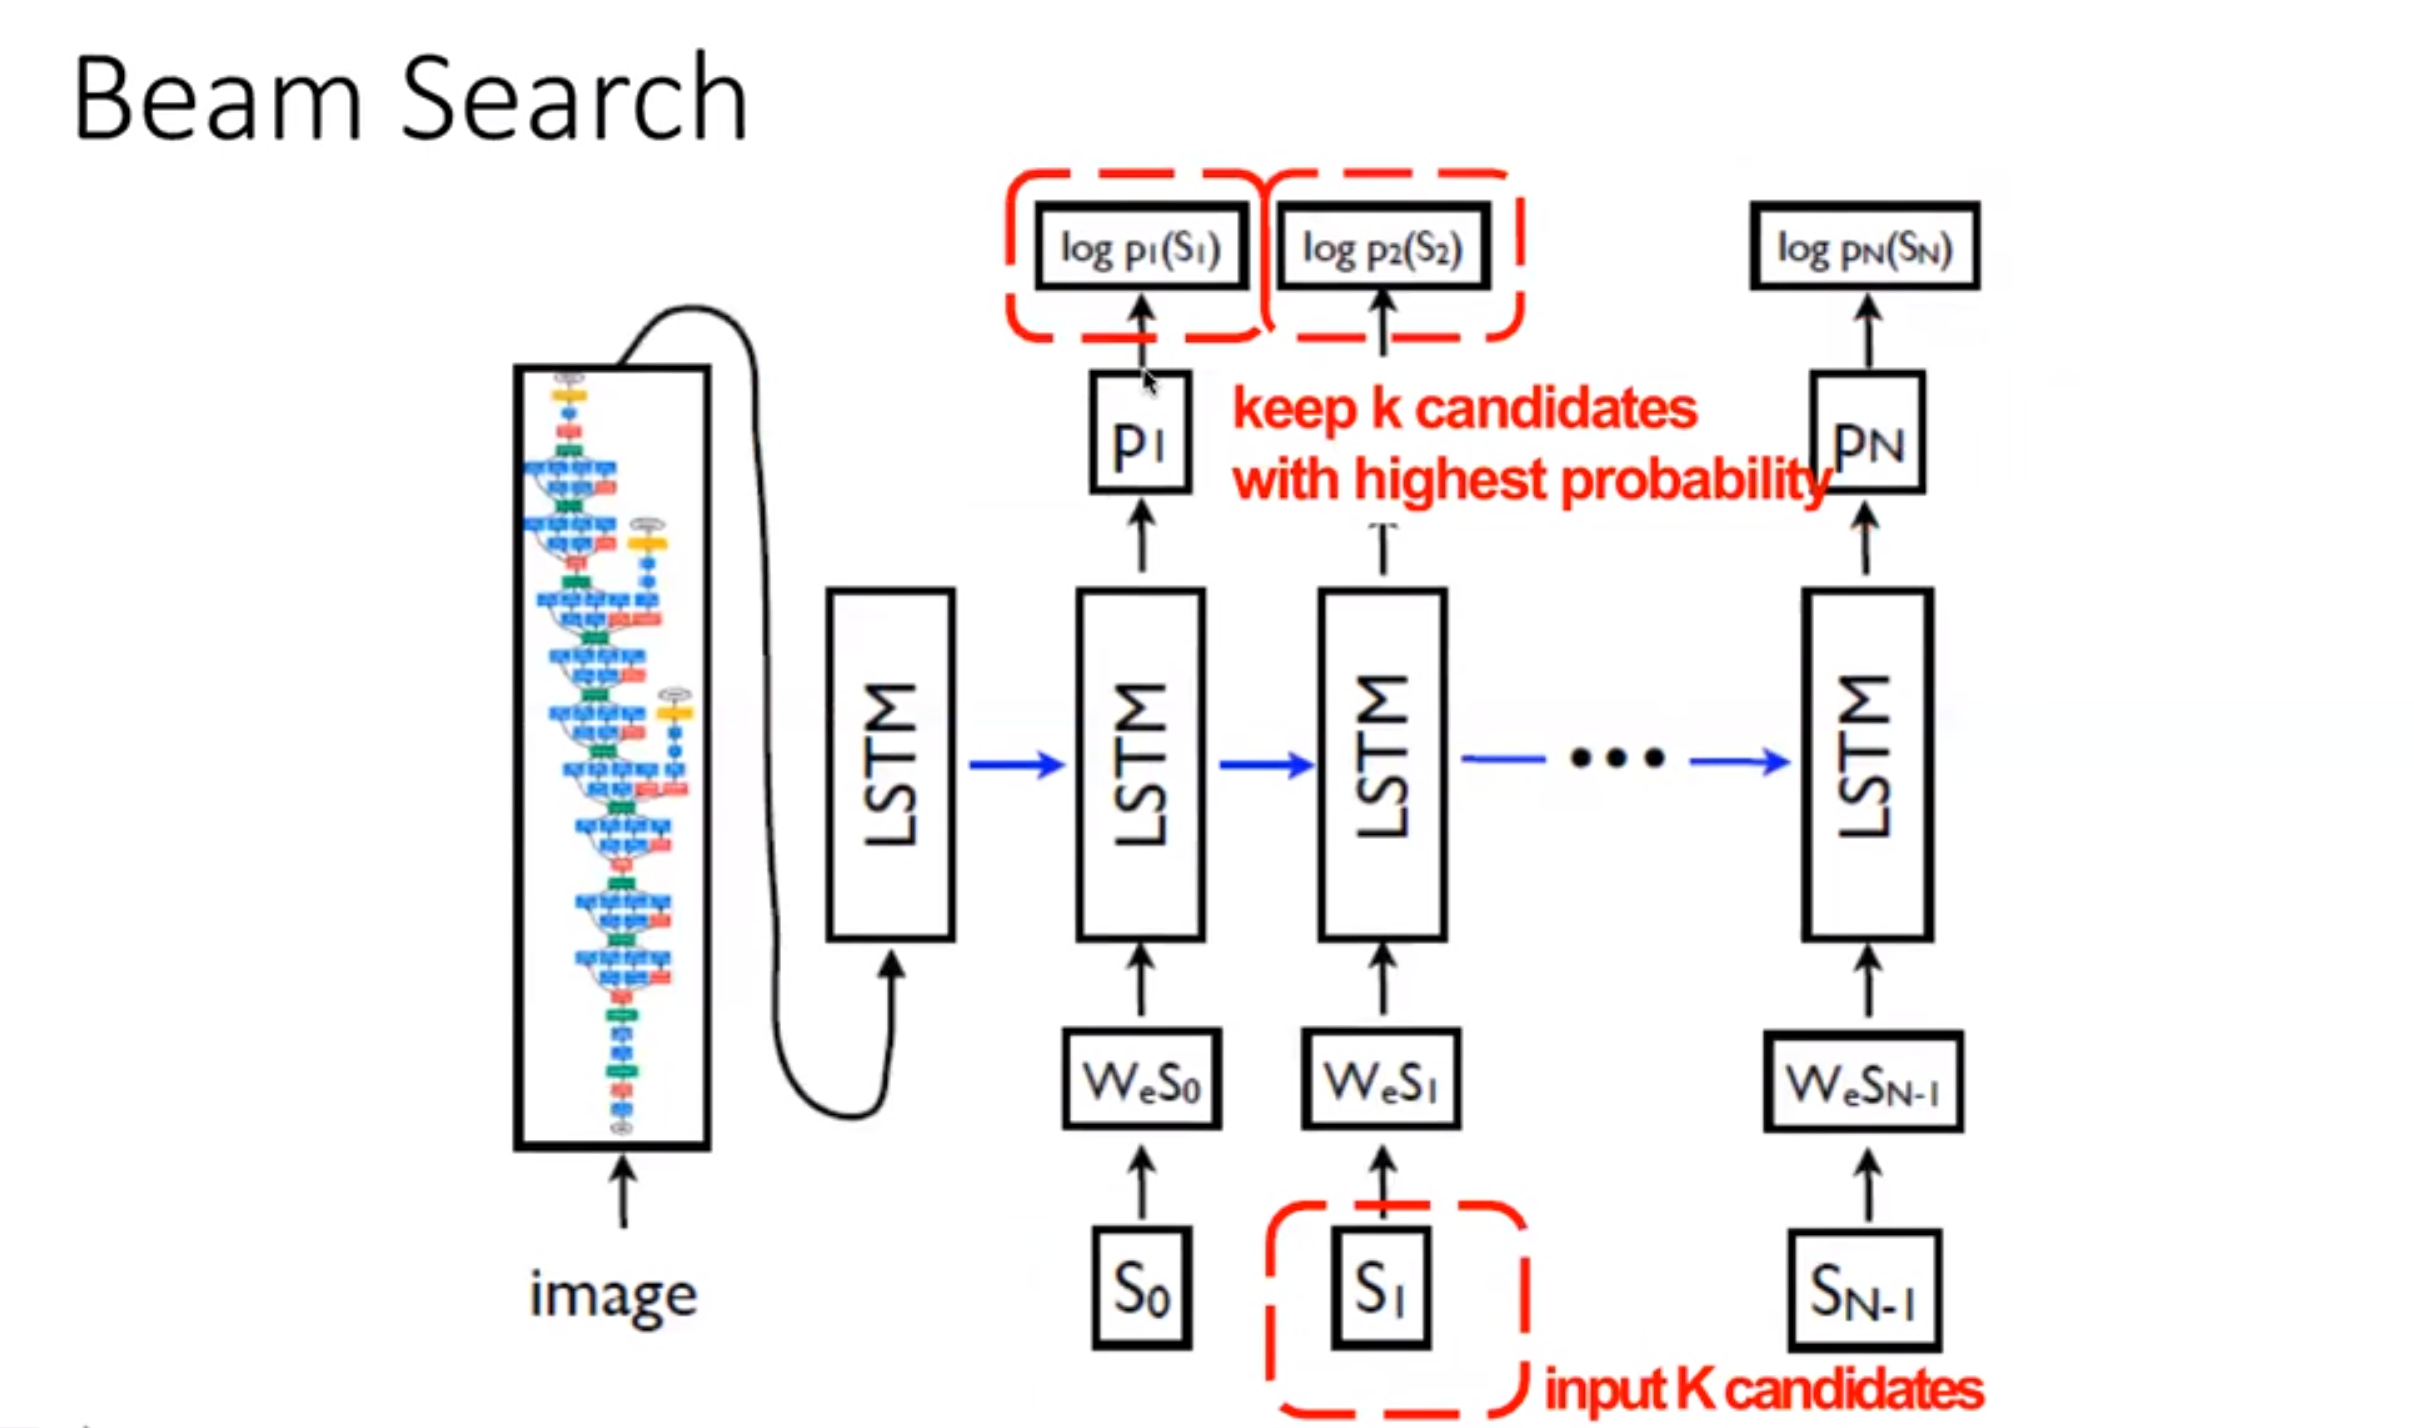 Beam Search
log p1(S1)
log p2(S2)
log pN(SN)
p1
keep k candidates
with highest probability
pN
LSTM
LSTM
LSTM
LSTM
WeS0
WeS1
WeSN-1
image
S0
S1
SN-1
input K candidates